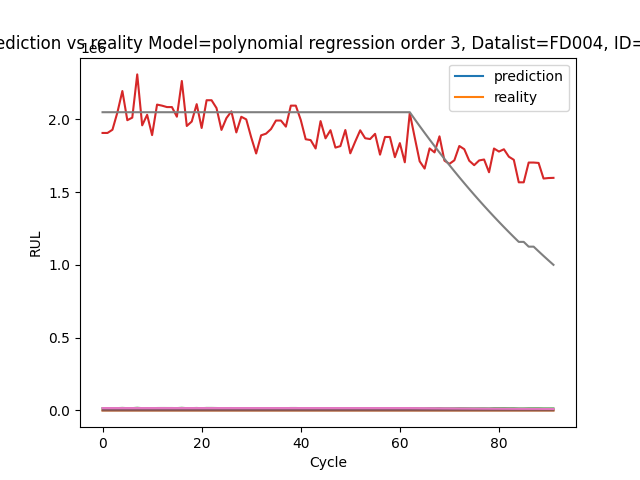 ediction vs reality Model=polynomial regression order 3, Datalist=FD004, ID=
1e6
prediction
reality
2.0
1.5
1.0
0.5
0.0
RUL
0 20 40 60 80
Cycle